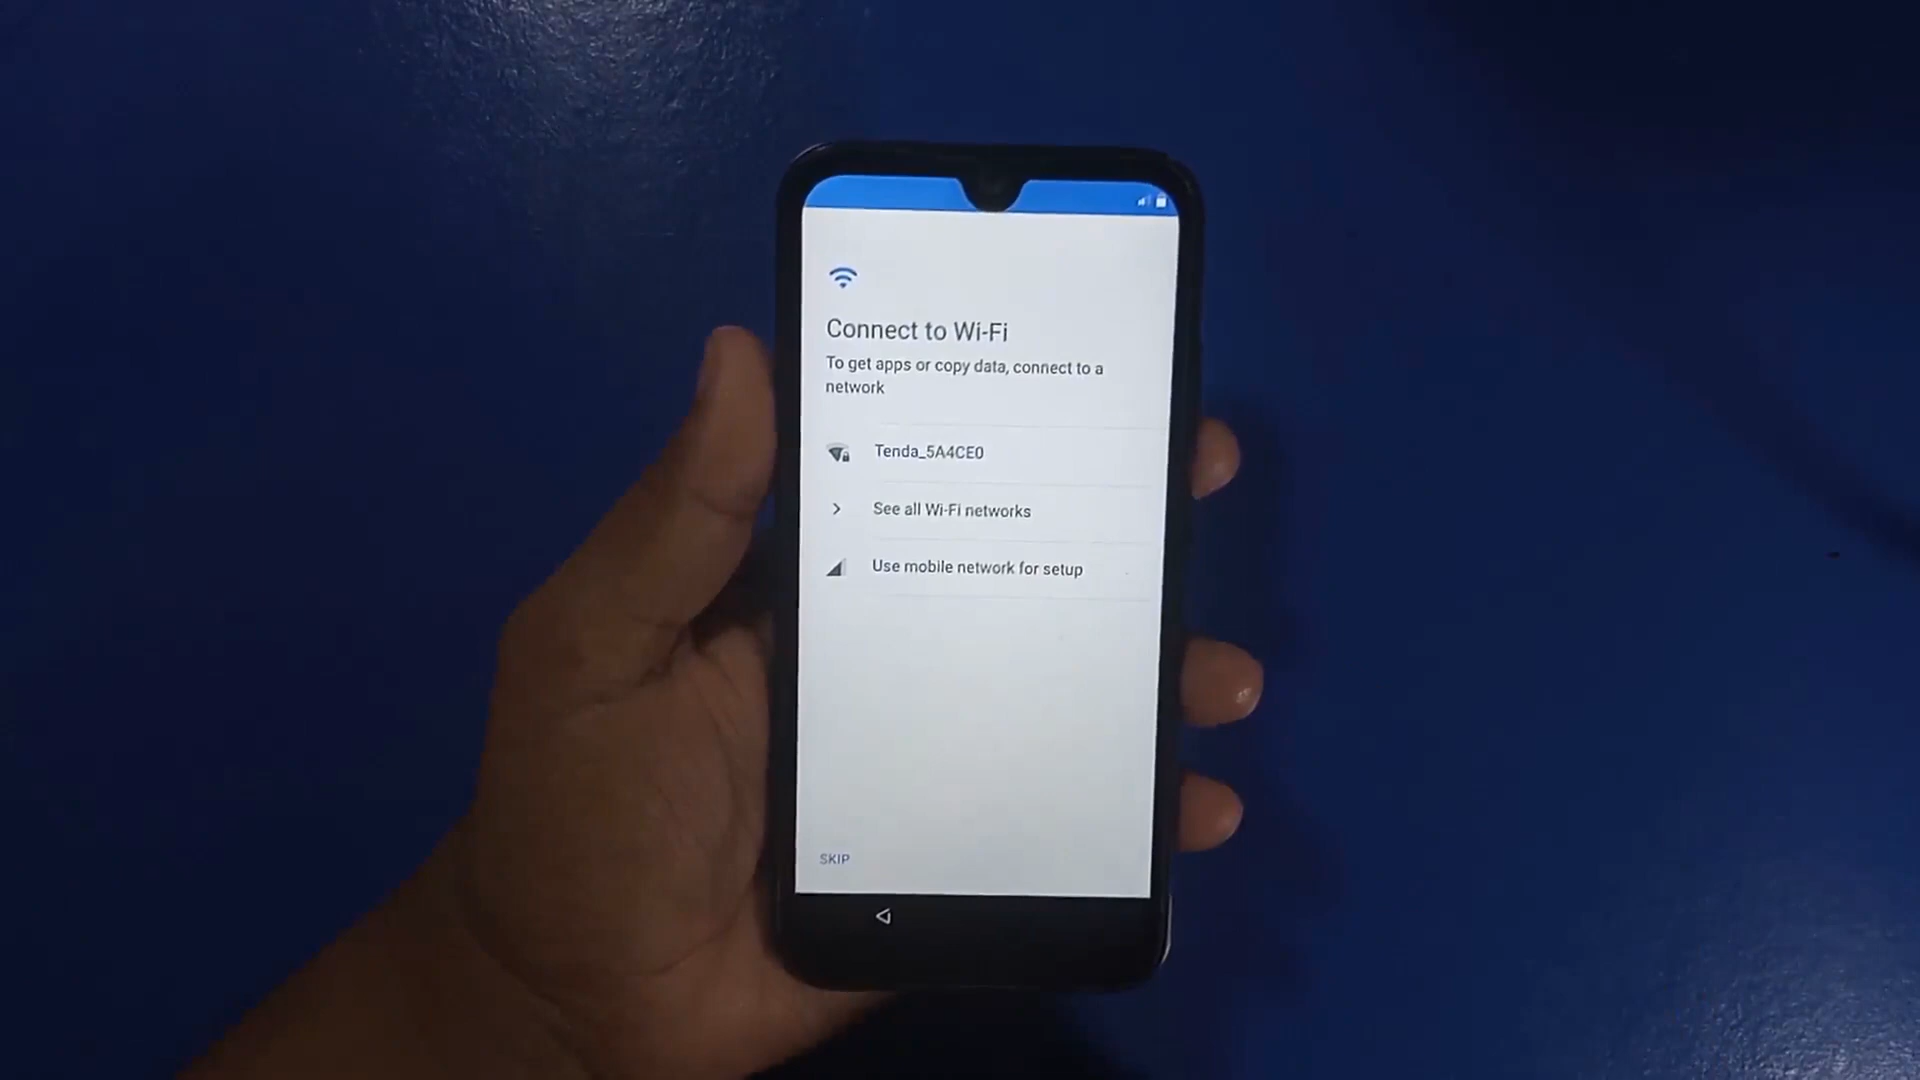 Connect to Wi-Fi
To get apps or copy data, connect to a
network
Tenda_5A4CE0
See all Wi-Fi networks
Use mobile network for setup
SKIP